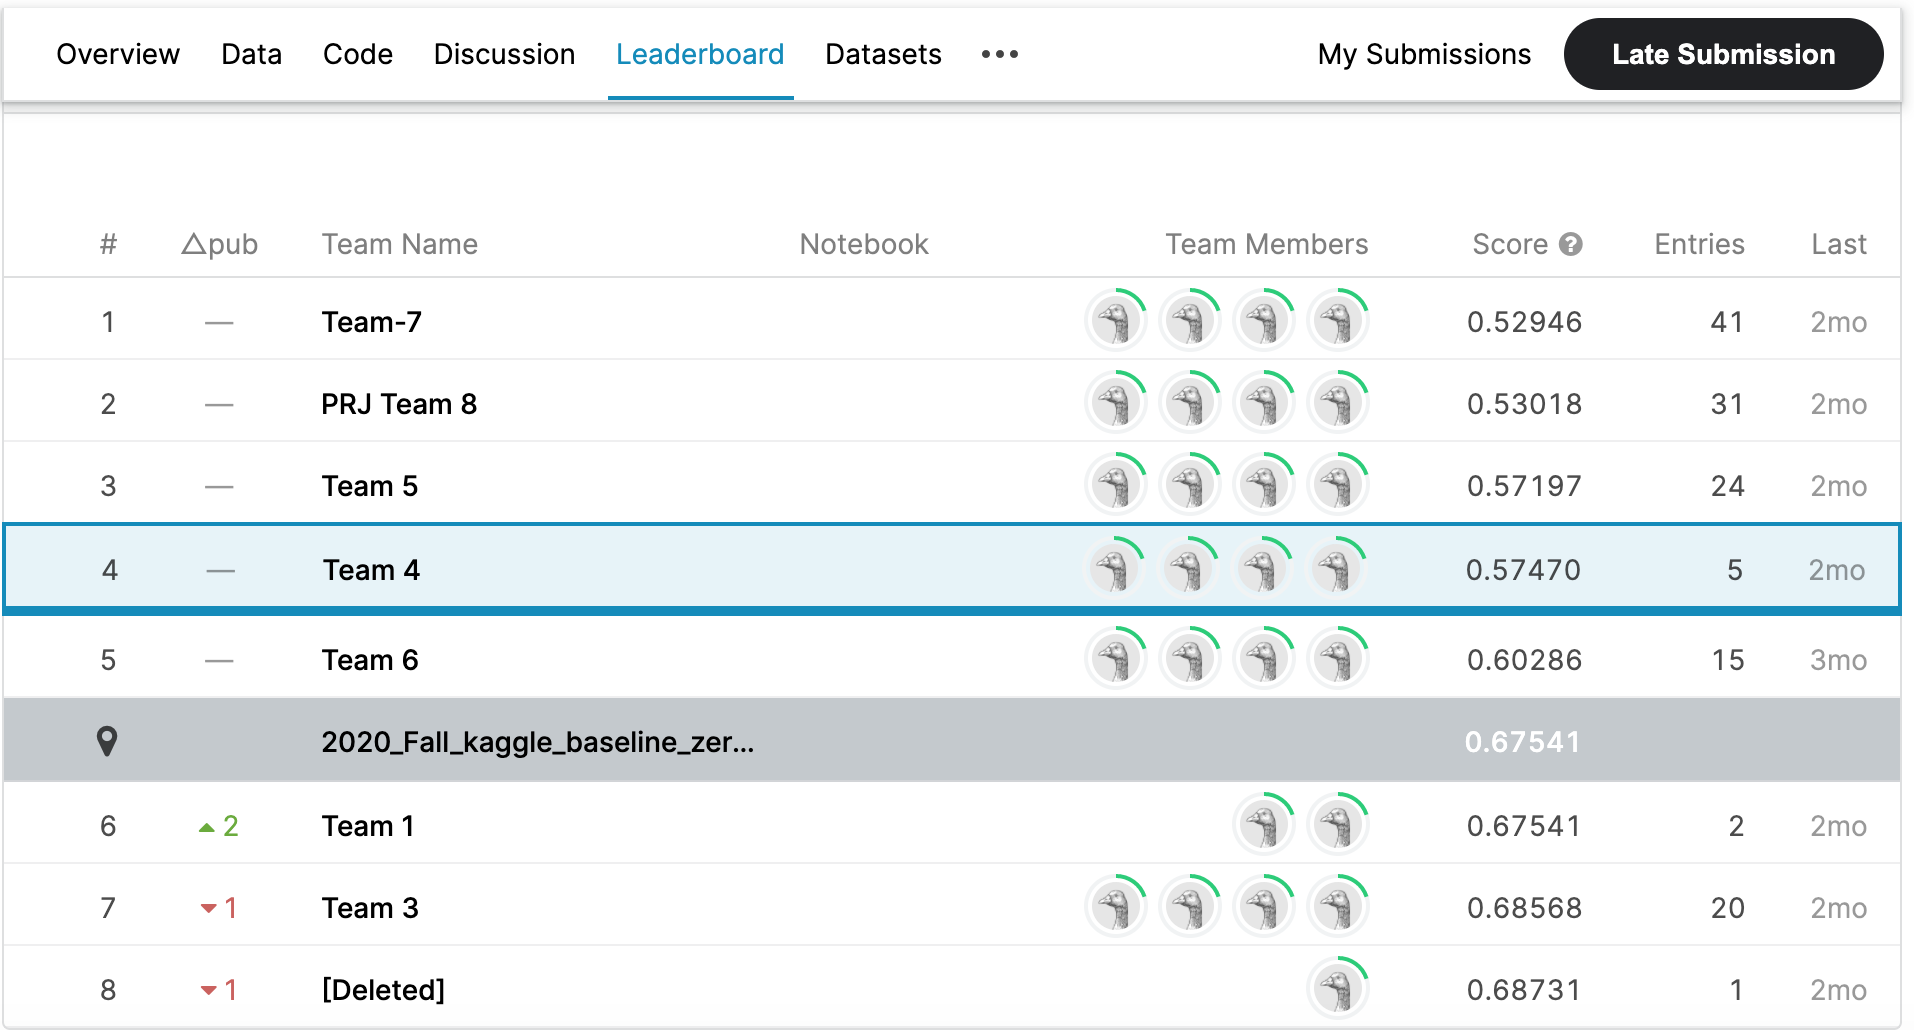 Overview Data Code Discussion Leaderboard Datasets ••• My Submissions Late Submission
# △pub Team Name Notebook Team Members Score ? Entries Last
1 — Team-7 0.52946 41 2mo
2 — PRJ Team 8 0.53018 31 2mo
3 — Team 5 0.57197 24 2mo
4 — Team 4 0.57470 5 2mo
5 — Team 6 0.60286 15 3mo
2020_Fall_kaggle_baseline_zer... 0.67541
6 ▲2 Team 1 0.67541 2 2mo
7 ▼1 Team 3 0.68568 20 2mo
8 ▼1 [Deleted] 0.68731 1 2mo